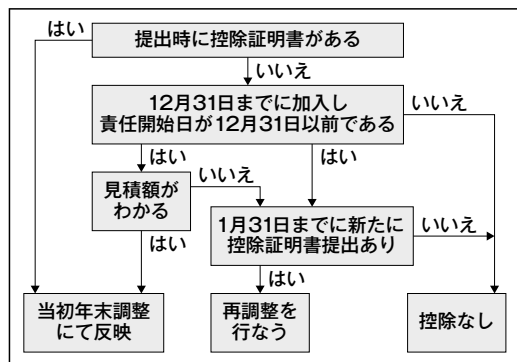 はい
提出時に控除証明書がある
いいえ
12月31日までに加入し
責任開始日が12月31日以前である
いいえ
はい
はい
見積額が
わかる
いいえ
はい
1月31日までに新たに
控除証明書提出あり
いいえ
はい
当初年末調整
にて反映
再調整を
行なう
控除なし